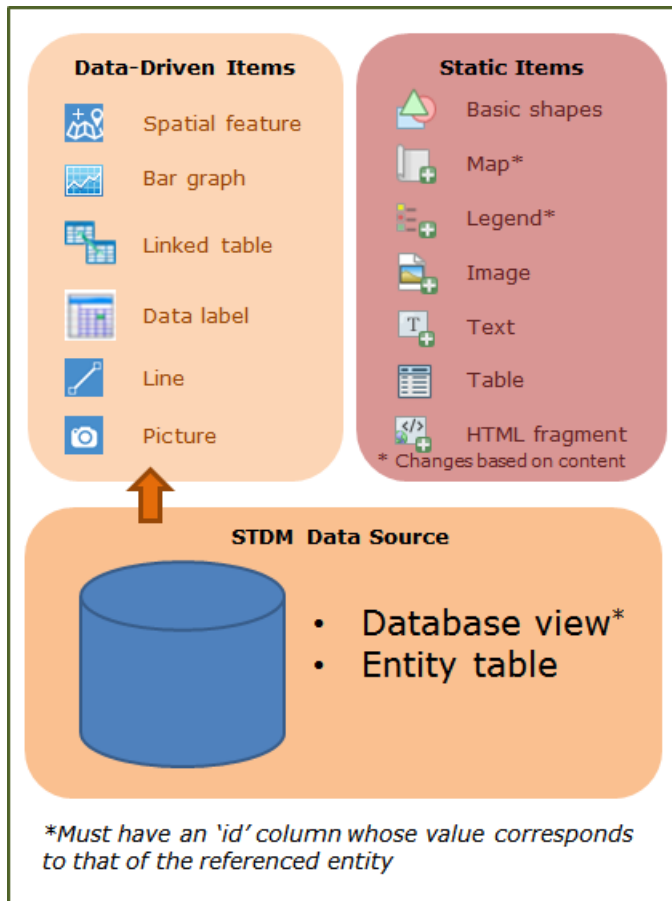 Data-Driven Items
Spatial feature
Bar graph
Linked table
Data label
Line
Picture
Static Items
Basic shapes
Map*
Legend*
Image
Text
Table
HTML fragment
* Changes based on content
STDM Data Source
• Database view*
• Entity table
*Must have an ‘id’ column whose value corresponds
to that of the referenced entity